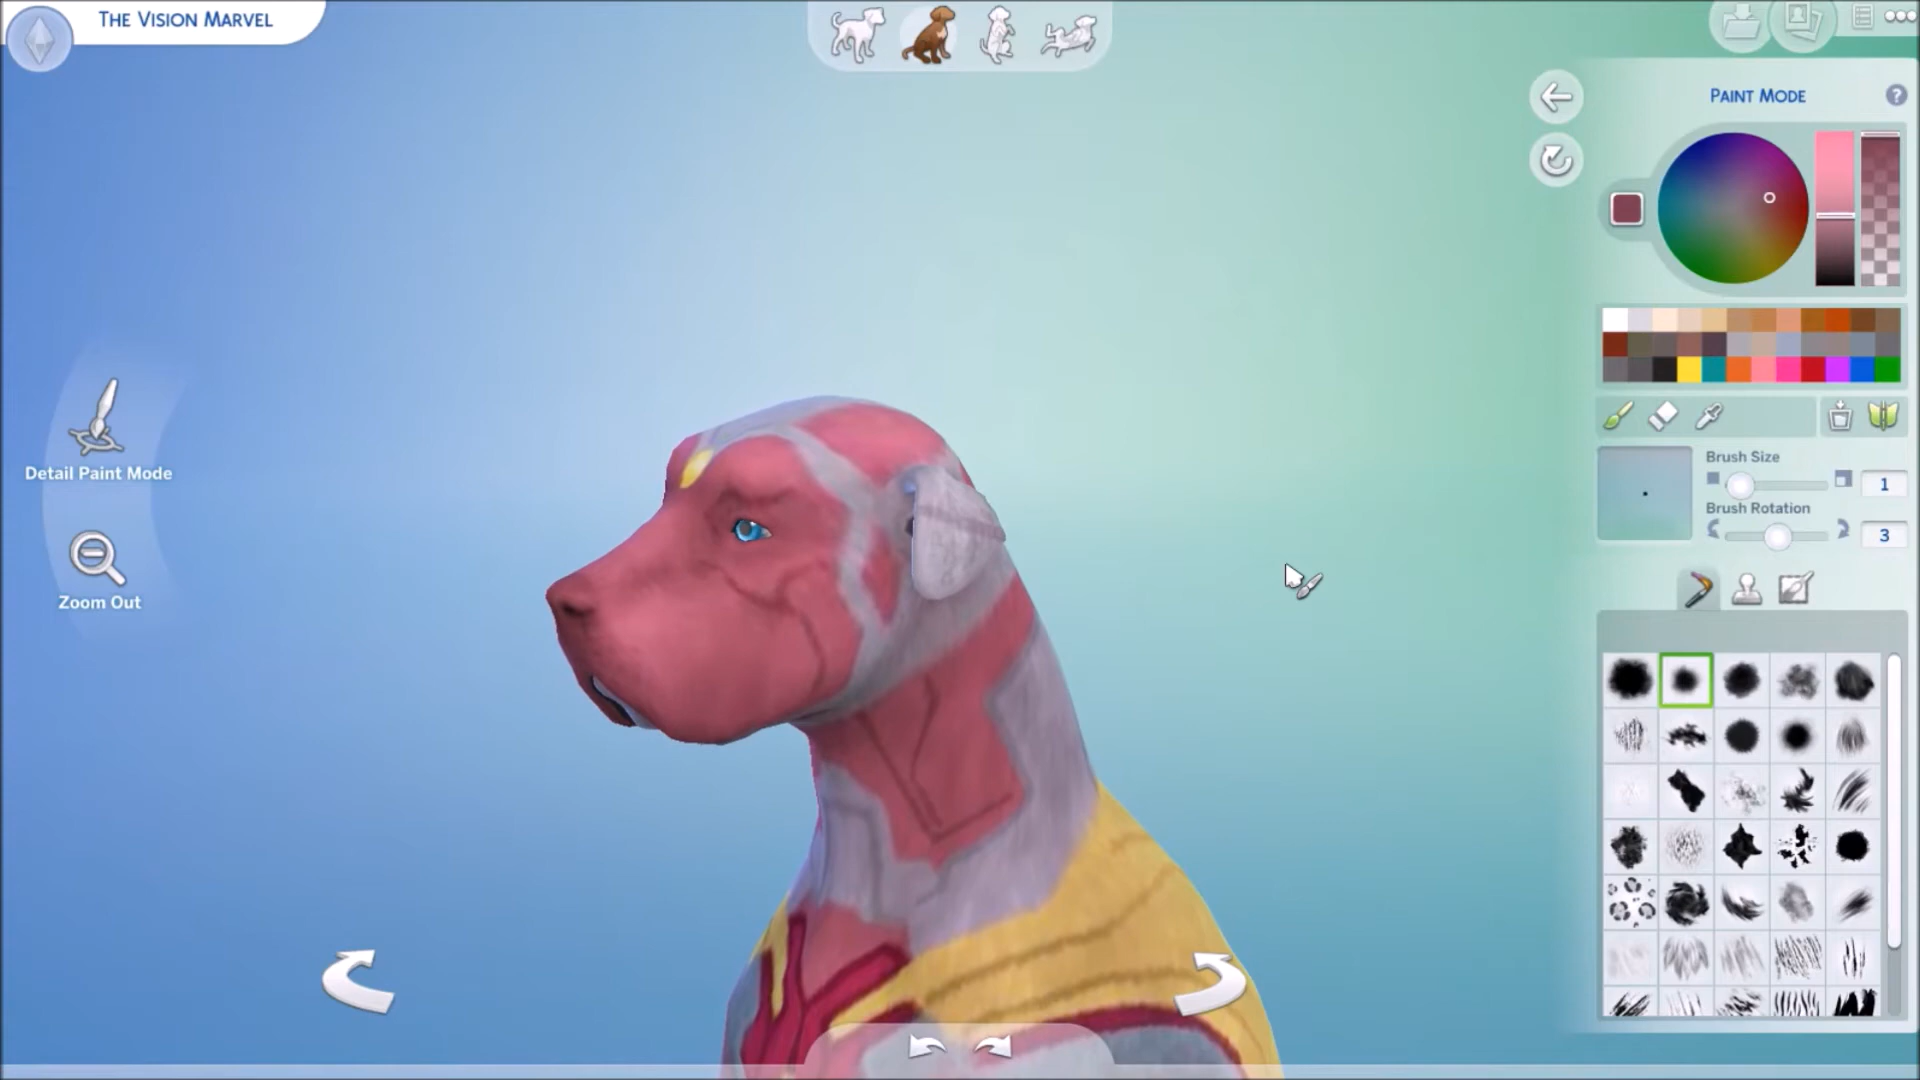 THE VISION MARVEL
PAINT MODE
?
Detail Paint Mode
Brush Size
1
Brush Rotation
3
Zoom Out